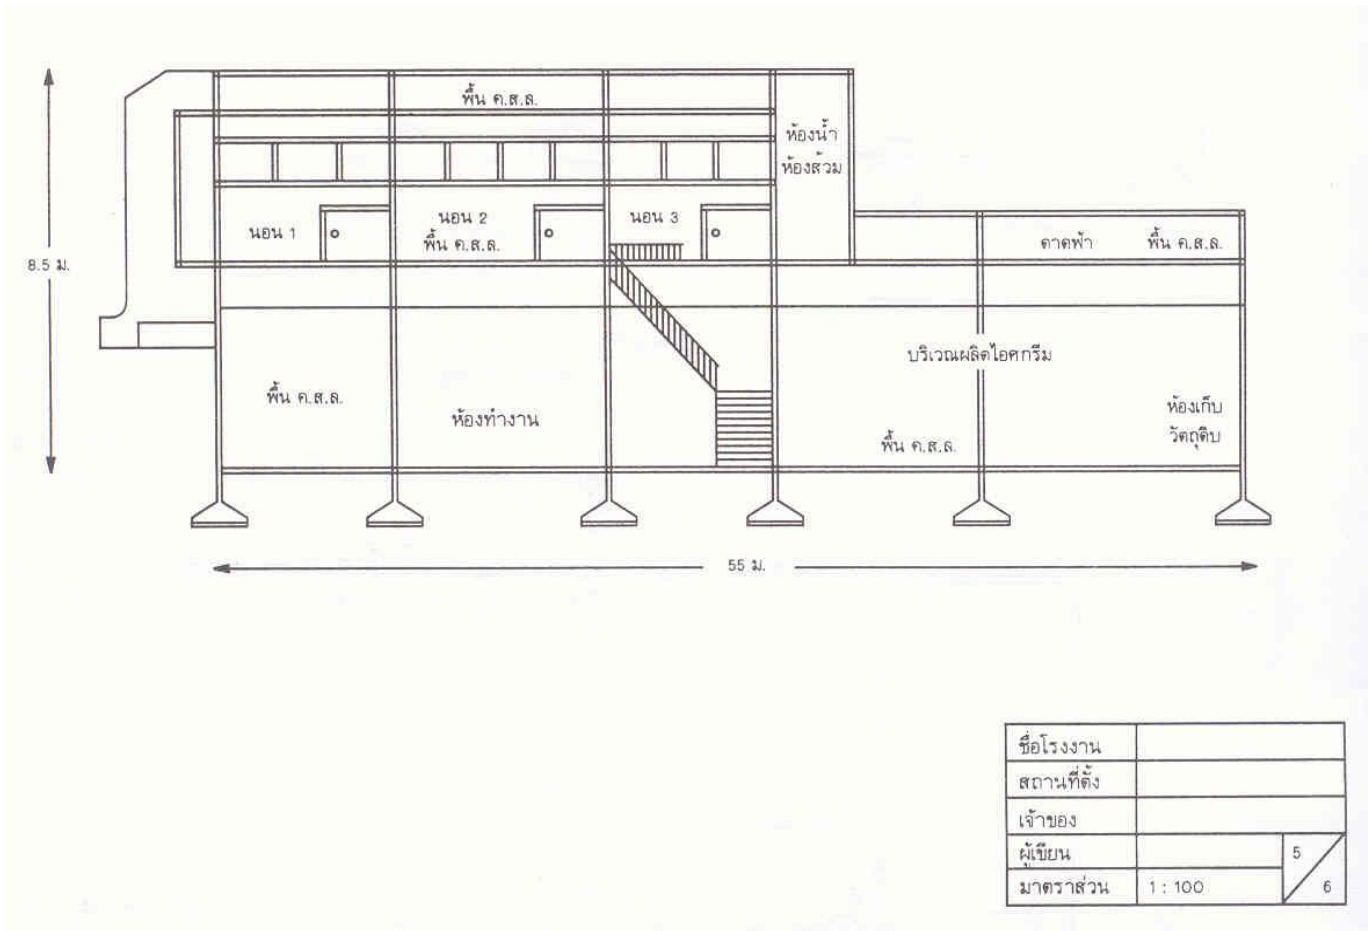 พื้น ค.ส.ล.
ห้องน้ำ
ห้องส้วม
นอน 1
นอน 2
พื้น ค.ส.ล.
นอน 3
ดาดฟ้า
พื้น ค.ส.ล.
8.5 ม.
บริเวณผลิตไอศกรีม
พื้น ค.ส.ล.
ห้องทำงาน
ห้องเก็บ
วัตถุดิบ
พื้น ค.ส.ล.
55 ม.
ชื่อโรงงาน
สถานที่ตั้ง
เจ้าของ
ผู้เขียน
5
มาตราส่วน 1 : 100
6